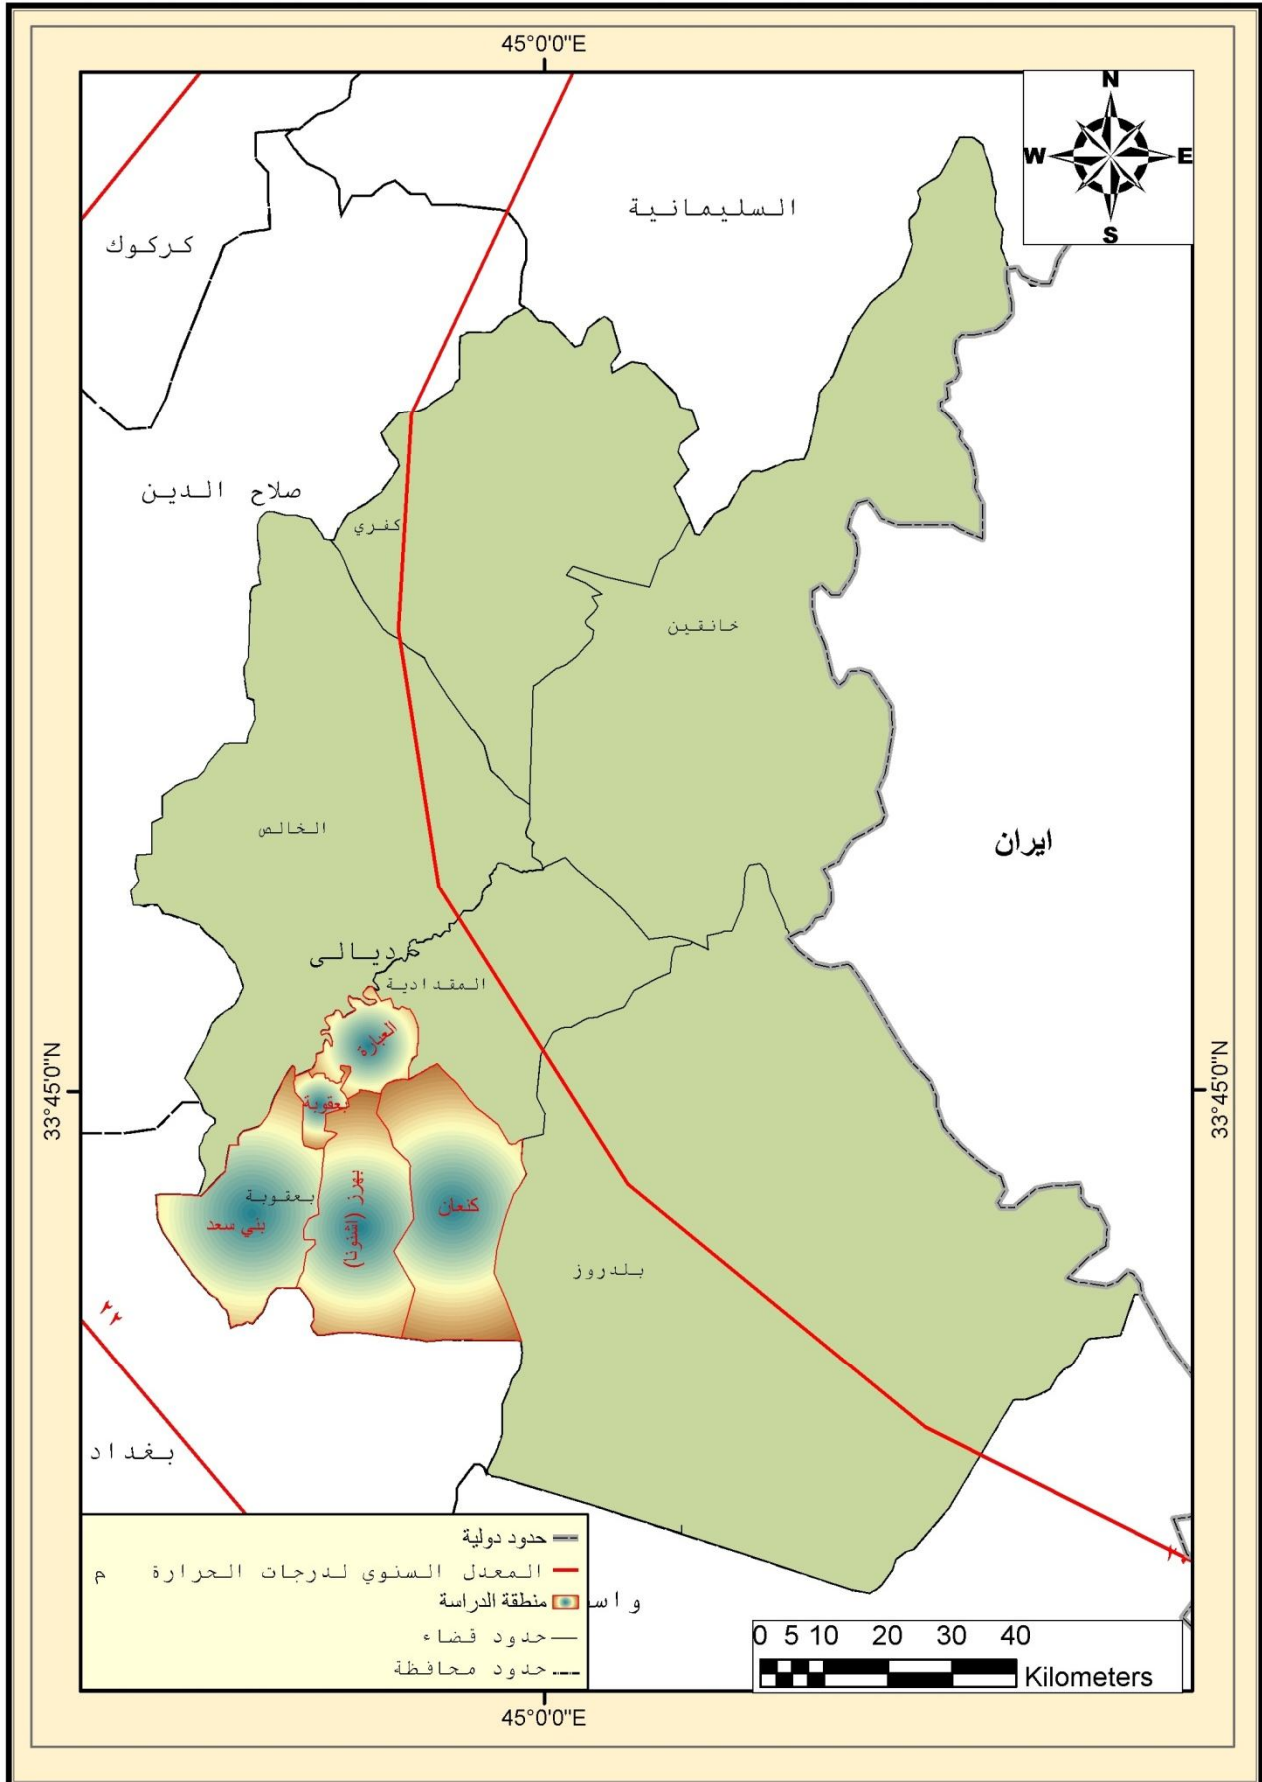 45°0'0"E
N
W E
S
السليمانية
كركوك
صلاح الدين
كفري
خانقين
الخالص
ايران
ديالى
المقدادية
العبارة
33°45'0"N
33°45'0"N
بعقوبة
بهرز (اشنونا)
كنعان
بعقوبة
بني سعد
بلدروز
٢٢
بغداد
حدود دولية
المعدل السنوي لدرجات الحرارة م
منطقة الدراسة
حدود قضاء
حدود محافظة
واس
0 5 10 20 30 40
Kilometers
45°0'0"E